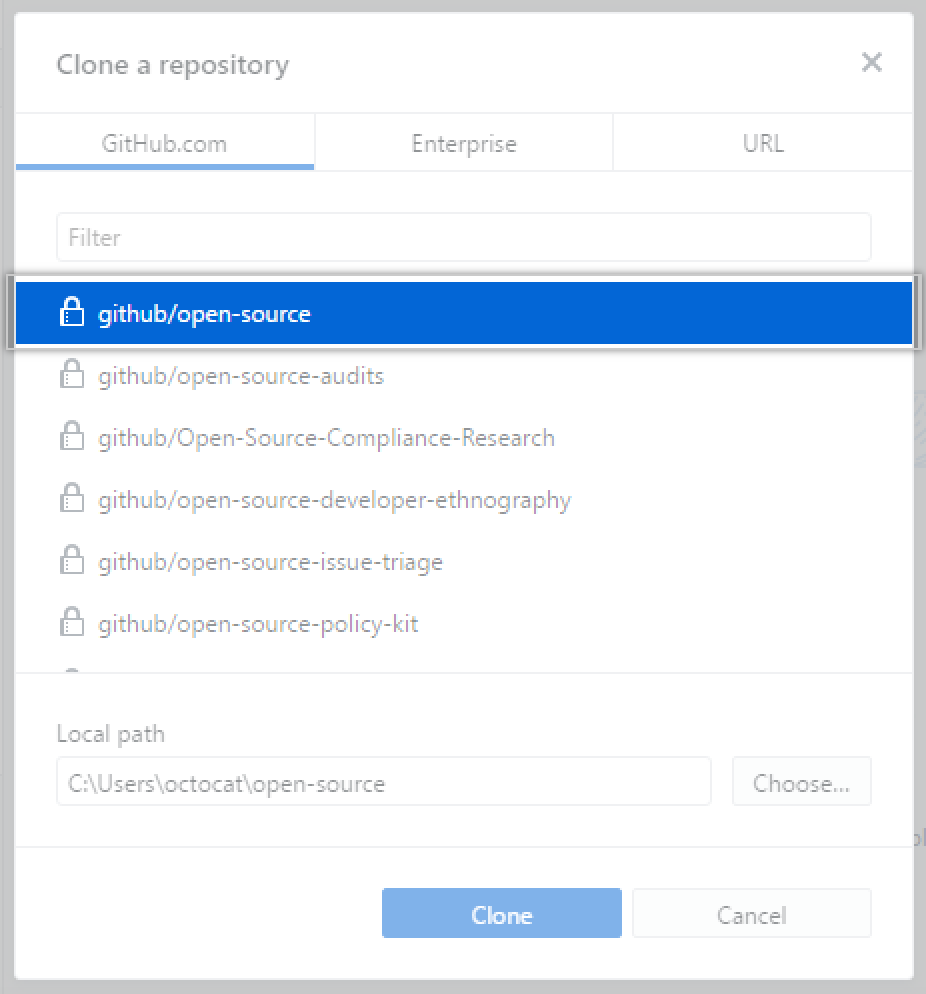 Clone a repository
GitHub.com
Enterprise
URL
Filter
github/open-source
github/open-source-audits
github/Open-Source-Compliance-Research
github/open-source-developer-ethnography
github/open-source-issue-triage
github/open-source-policy-kit
Local path
C:\Users\octocat\open-source
Choose...
Clone
Cancel